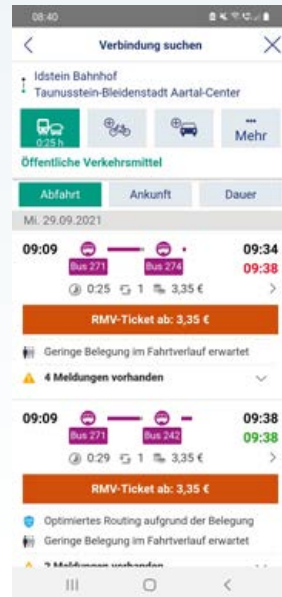 08:40
Verbindung suchen
Idstein Bahnhof
Taunusstein-Bleidenstadt Aartal-Center
0:25 h
Mehr
Öffentliche Verkehrsmittel
Abfahrt Ankunft Dauer
Mi. 29.09.2021
09:09 09:34
Bus 271 Bus 274 09:38
0:25 1 3,35 €
RMV-Ticket ab: 3,35 €
Geringe Belegung im Fahrtverlauf erwartet
4 Meldungen vorhanden
09:09 09:38
Bus 271 Bus 242 09:38
0:29 1 3,35 €
RMV-Ticket ab: 3,35 €
Optimiertes Routing aufgrund der Belegung
Geringe Belegung im Fahrtverlauf erwartet
2 Meldungen vorhanden